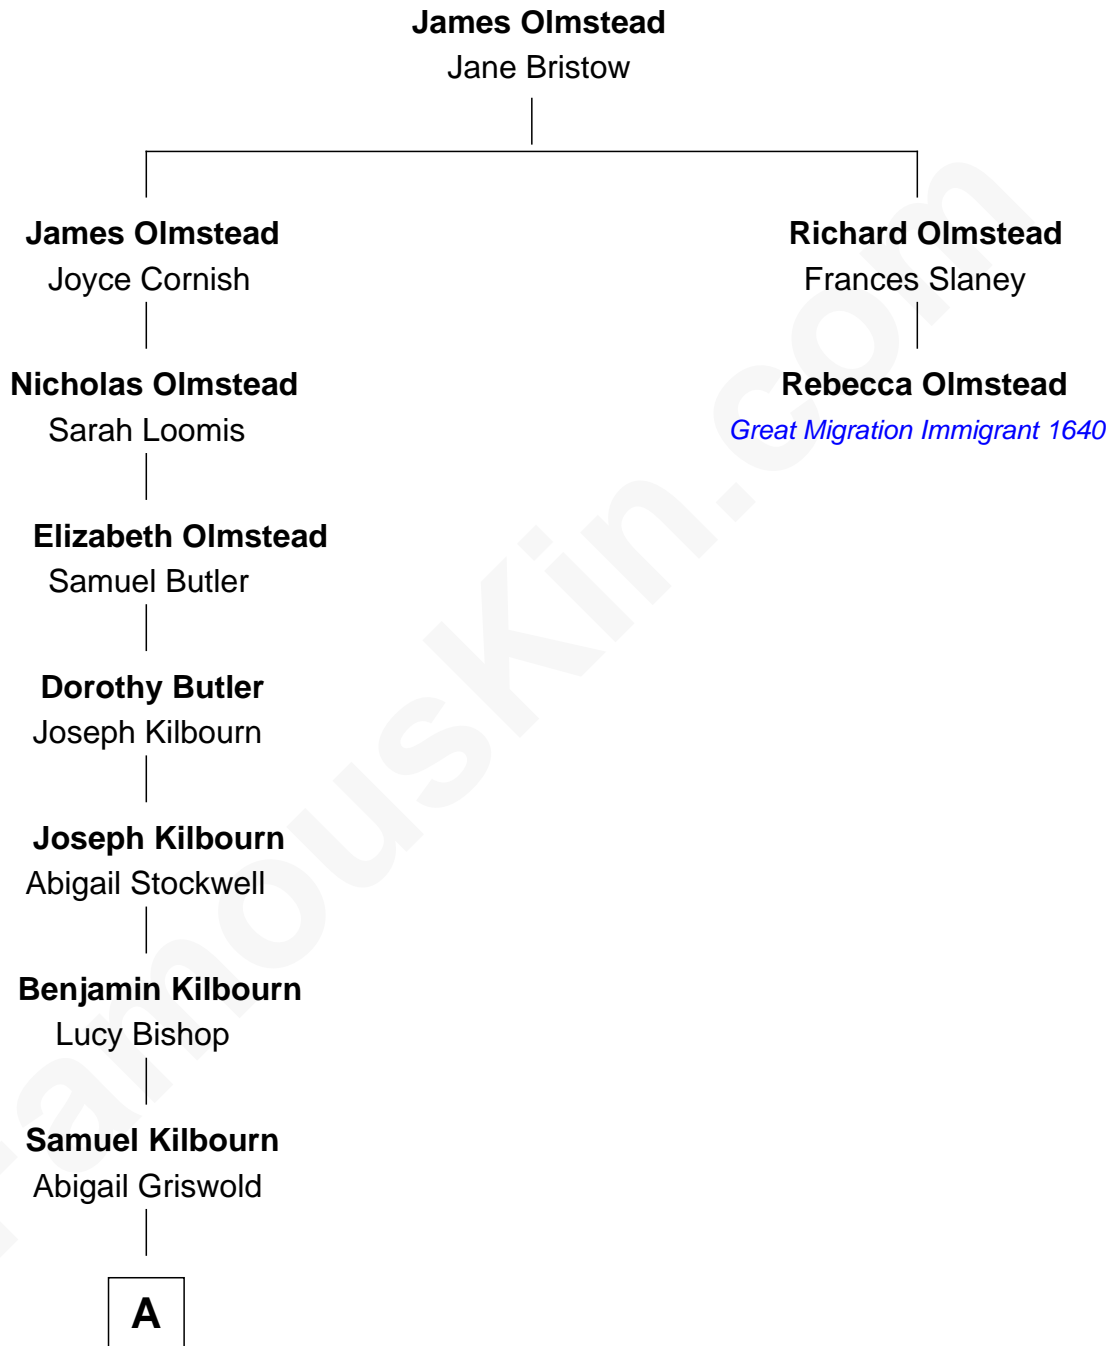 James Olmstead
Jane Bristow
James Olmstead
Joyce Cornish
Richard Olmstead
Frances Slaney
Nicholas Olmstead
Sarah Loomis
Rebecca Olmstead
Great Migration Immigrant 1640
Elizabeth Olmstead
Samuel Butler
Dorothy Butler
Joseph Kilbourn
Joseph Kilbourn
Abigail Stockwell
Benjamin Kilbourn
Lucy Bishop
Samuel Kilbourn
Abigail Griswold
A
FamousKin.com